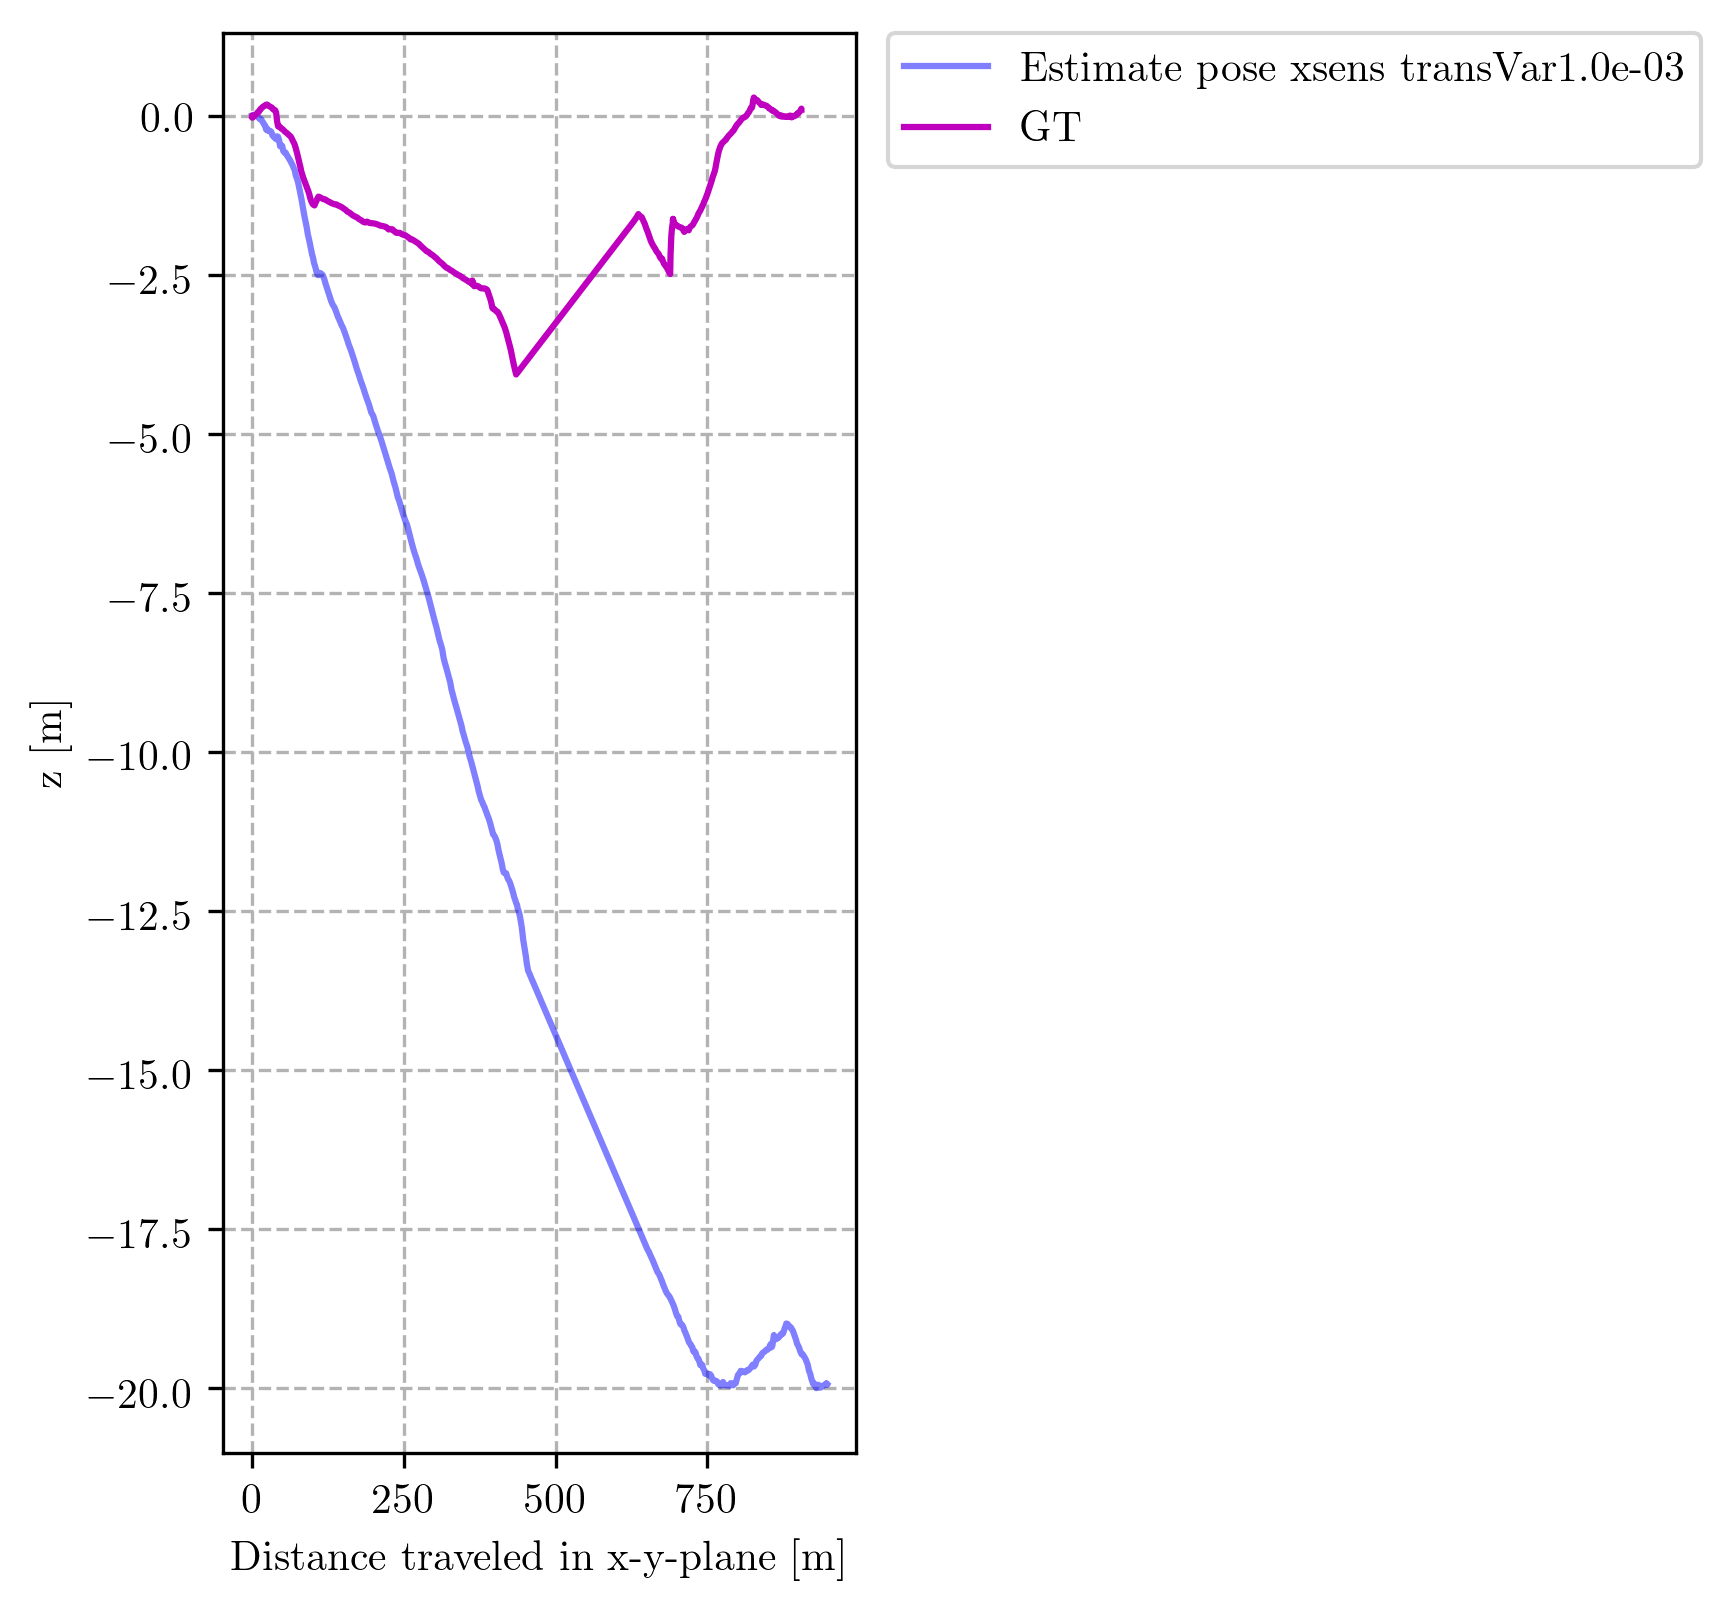 Estimate pose xsens transVar1.0e-03
GT
0.0
−2.5
−5.0
−7.5
−10.0
−12.5
−15.0
−17.5
−20.0
z [m]
0 250 500 750
Distance traveled in x-y-plane [m]